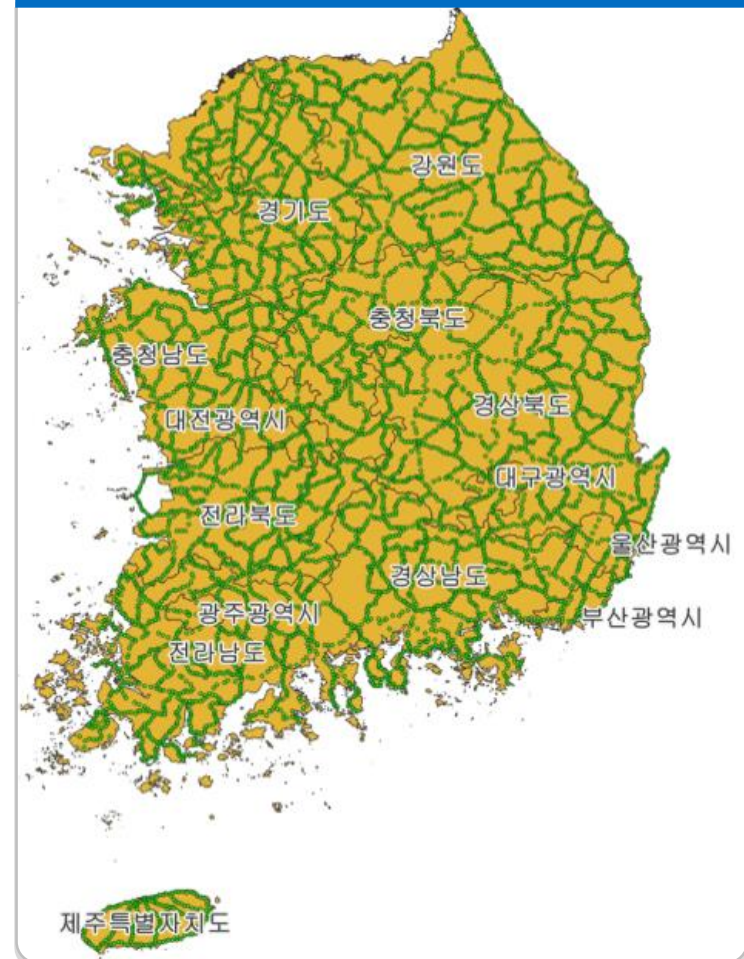 강원도
경기도
충청북도
충청남도
경상북도
대전광역시
대구광역시
전라북도
울산광역시
경상남도
광주광역시
부산광역시
전라남도
제주특별자치도